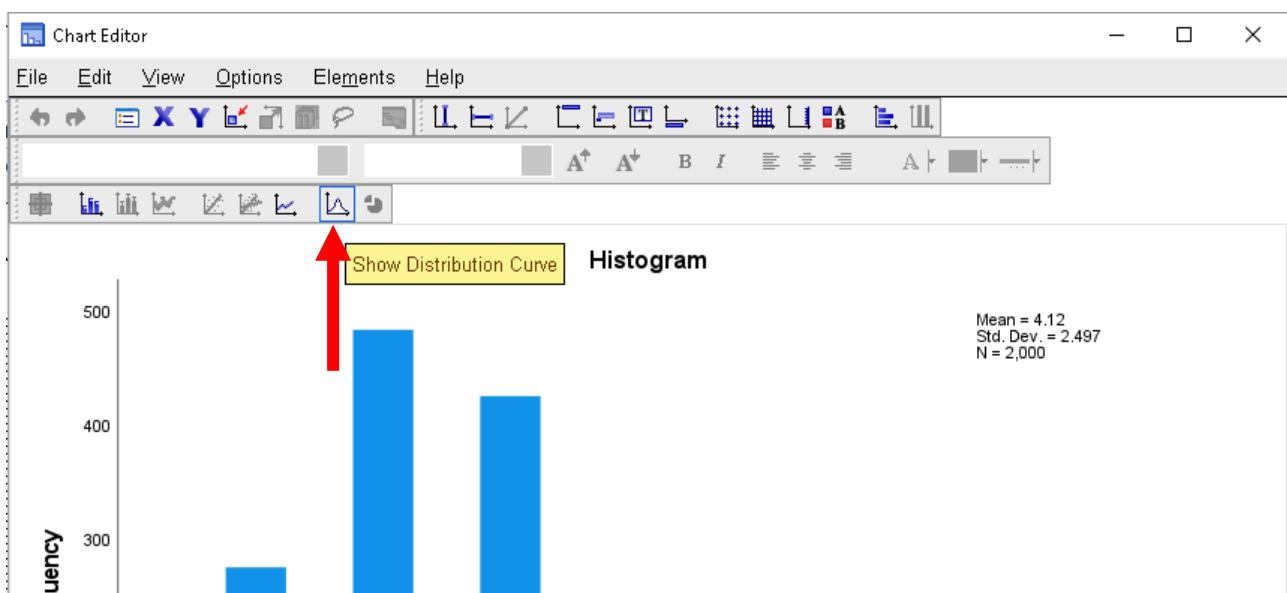 Chart Editor
File Edit View Options Elements Help
X Y T A B
A A B I A
Show Distribution Curve
Histogram
500
Mean = 4.12
Std. Dev. = 2.497
N = 2,000
400
300
uency